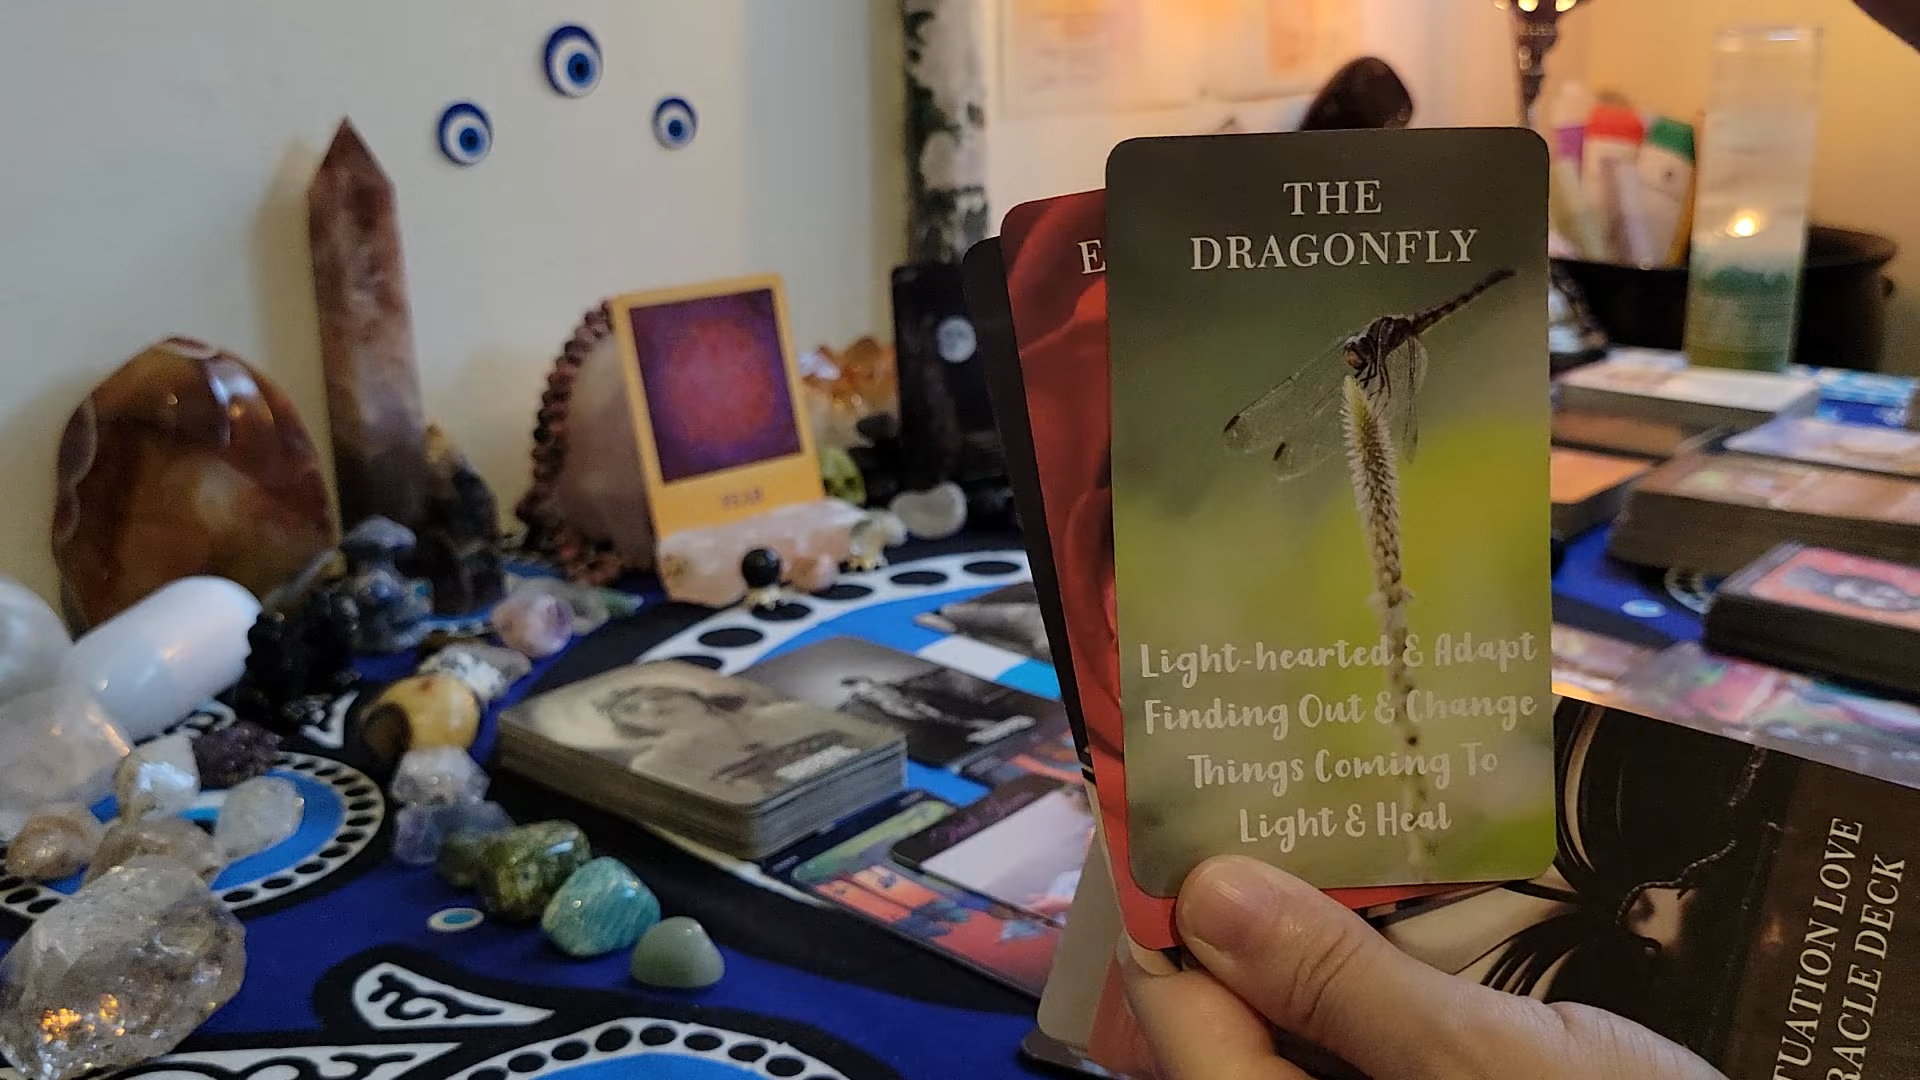 THE
DRAGONFLY
Light-hearted & Adapt
Finding Out & Change
Things Coming To
Light & Heal
E
FEAR
TUATION LOVE
RACLE DECK